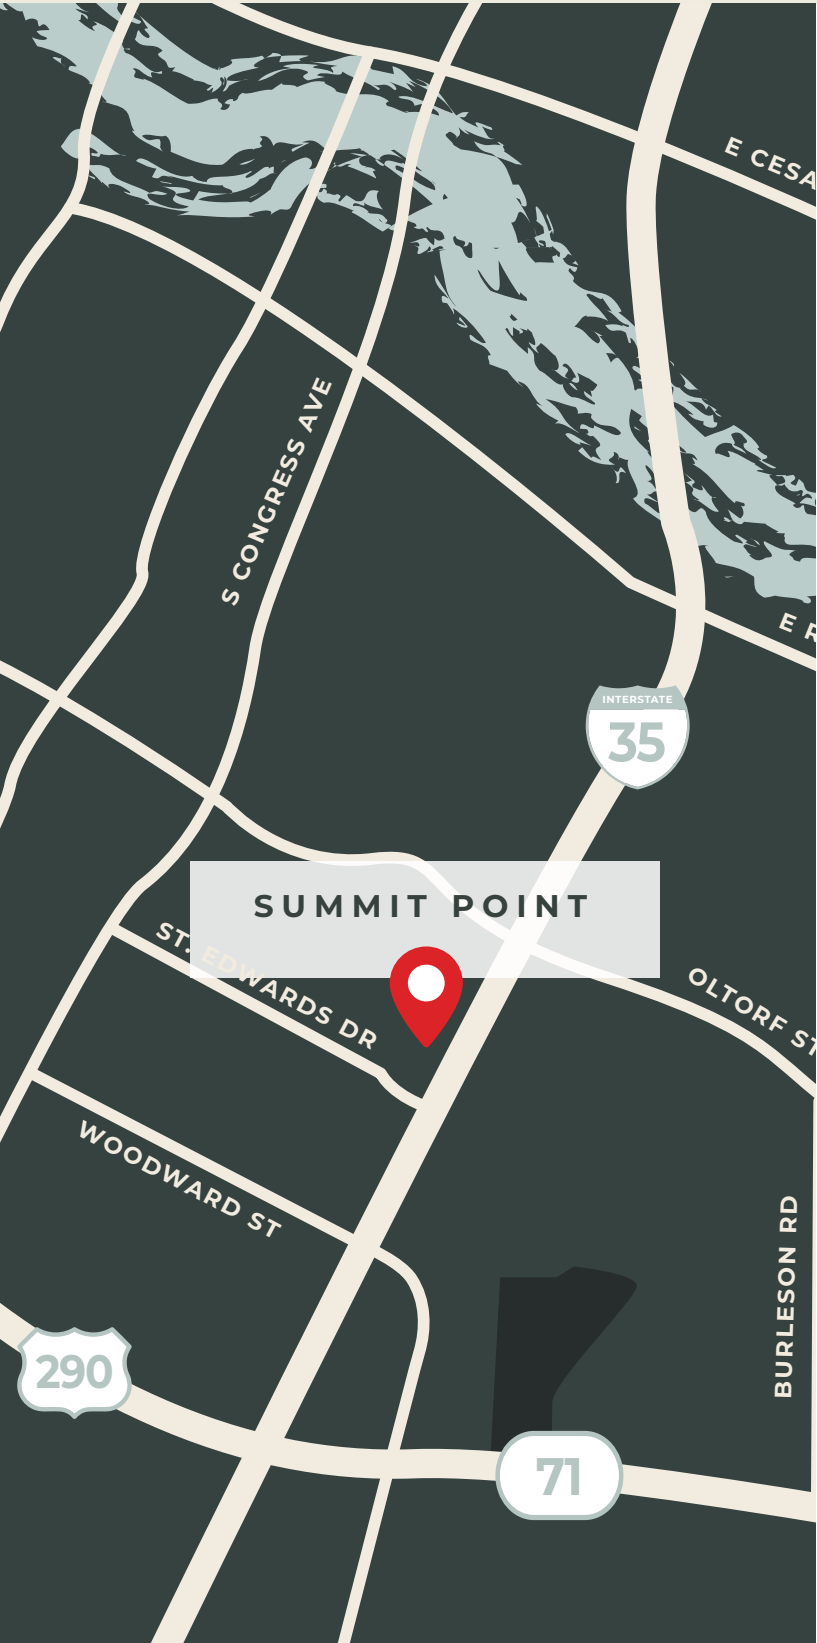 E CESA
S CONGRESS AVE
E R
INTERSTATE
35
SUMMIT POINT
ST. EDWARDS DR
OLTORF ST
WOODWARD ST
BURLESON RD
290
71